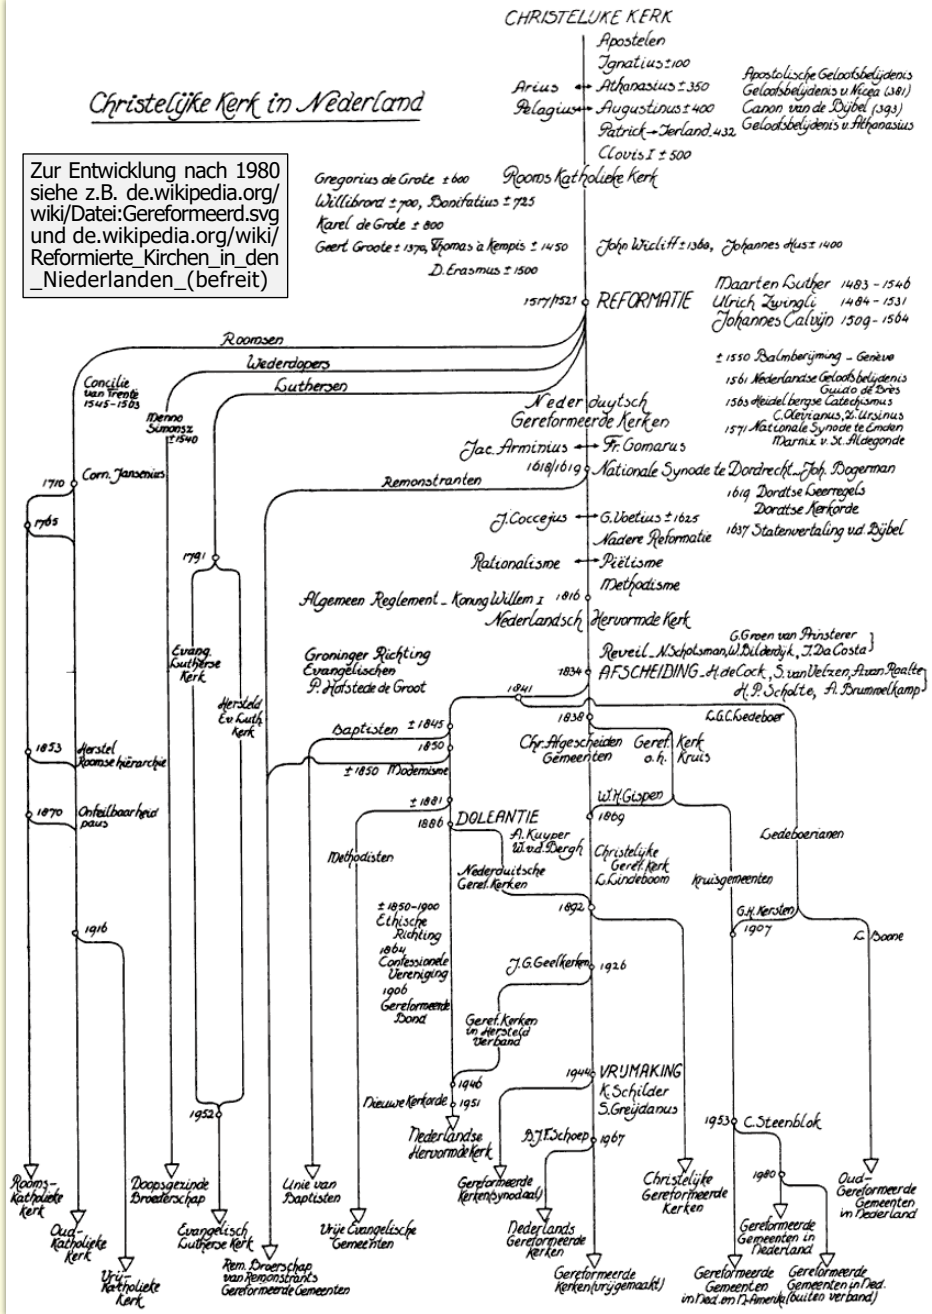 CHRISTELIJKE KERK
Apostelen
Ignatius ± 100
Arius
Athanasius ± 350
Pelagius
Augustinus ± 400
Patrick → Ierland 432
Clovis I ± 500
Apostolische Geloofsbelijdenis
Geloofsbelijdenis v. Nicea (381)
Canon van de Bijbel (393)
Geloofsbelijdenis v. Athanasius
Christelijke Kerk in Nederland
Zur Entwicklung nach 1980
siehe z.B. de.wikipedia.org/
wiki/Datei:Gereformeerd.svg
und de.wikipedia.org/wiki/
Reformierte_Kirchen_in_den
_Niederlanden_(befreit)
Gregorius de Grote ± 600
Rooms Katholieke Kerk
Willibrord ± 700, Bonifatius ± 725
Karel de Grote ± 800
Geert Groote ± 1370, Thomas a Kempis ± 1450
John Wicliff ± 1360, Johannes Hus ± 1400
D. Erasmus ± 1500
1517/1521
REFORMATIE
Maarten Luther 1483-1546
Ulrich Zwingli 1484-1531
Johannes Calvijn 1509-1564
Roomsen
Wederdopers
Luthersen
Concilie
van Trente
1545-1563
Menno
Simonsz
± 1540
± 1550 Psalmberijming - Genève
1561 Nederlandse Geloofsbelijdenis
Guido de Bres
1563 Heidelbergse Catechismus
C. Olevianus, Z. Ursinus
1571 Nationale Synode te Emden
Marnix v. St. Aldegonde
Nederduytsch
Gereformeerde Kerken
Jac. Arminius
Fr. Gomarus
1618/1619
Nationale Synode te Dordrecht - Joh. Bogerman
Remonstranten
1619 Dordtse Leerregels
Dordtse Kerkorde
1637 Statenvertaling v.d. Bijbel
1710
Corn. Jansenius
1765
J. Coccejus
G. Voetius ± 1625
Nadere Reformatie
Rationalisme
Piëtisme
Methodisme
1791
Algemeen Reglement - Koning Willem I
1816
Nederlandsch Hervormde Kerk
G. Groen van Prinsterer
Reveil - N. Schotsman, W. Bilderdijk, I. Da Costa
Evang.
Lutherse
Kerk
Hersteld
Ev. Luth.
Kerk
Groninger Richting
Evangelischen
P. Hofstede de Groot
1834
AFSCHEIDING - H. de Cock, S. van Velzen, A. van Raalte
H. P. Scholte, A. Brummelkamp
1841
L.G.C. Ledeboer
Baptisten
± 1845
1838
1850
Chr. Afgescheiden
Gemeenten
Geref. Kerk
o.h. Kruis
1853
Herstel
Roomse hiërarchie
± 1850 Modernisme
1870
Onfeilbaarheid
paus
± 1881
W. H. Gispen
1869
1886
DOLEANTIE
A. Kuyper
W. v.d. Bergh
Ledeboerianen
Methodisten
Christelijke
Geref. Kerk
L. Lindeboom
Nederduitsche
Geref. Kerken
Kruisgemeenten
1892
G. H. Kersten
1907
L. Boone
1916
± 1850-1900
Ethische
Richting
1864
Confessionele
Vereniging
1906
Gereformeerde
Bond
J. G. Geelkerken
1926
Geref. Kerken
in Hersteld
Verband
1944
VRIJMAKING
K. Schilder
S. Greijdanus
1946
Nieuwe Kerkorde
1951
1952
1953
C. Steenblok
Nederlandse
Hervormde Kerk
B.J.F. Schoep
1967
1980
Rooms-
Katholieke
Kerk
Doopsgezinde
Broederschap
Unie van
Baptisten
Gereformeerde
Kerken (synodaal)
Christelijke
Gereformeerde
Kerken
Oud-
Gereformeerde
Gemeenten
in Nederland
Oud-
Katholieke
Kerk
Evangelisch
Lutherse Kerk
Vrije Evangelische
Gemeenten
Nederlands
Gereformeerde
Kerken
Gereformeerde
Gemeenten in
Nederland
Vrij-
Katholieke
Kerk
Rem. Broerschap
van Remonstrants
Gereformeerde Gemeenten
Gereformeerde
Kerken (vrijgemaakt)
Gereformeerde
Gemeenten
in Ned. en N-Amerika
Gereformeerde
Gemeenten in Ned.
(buiten verband)